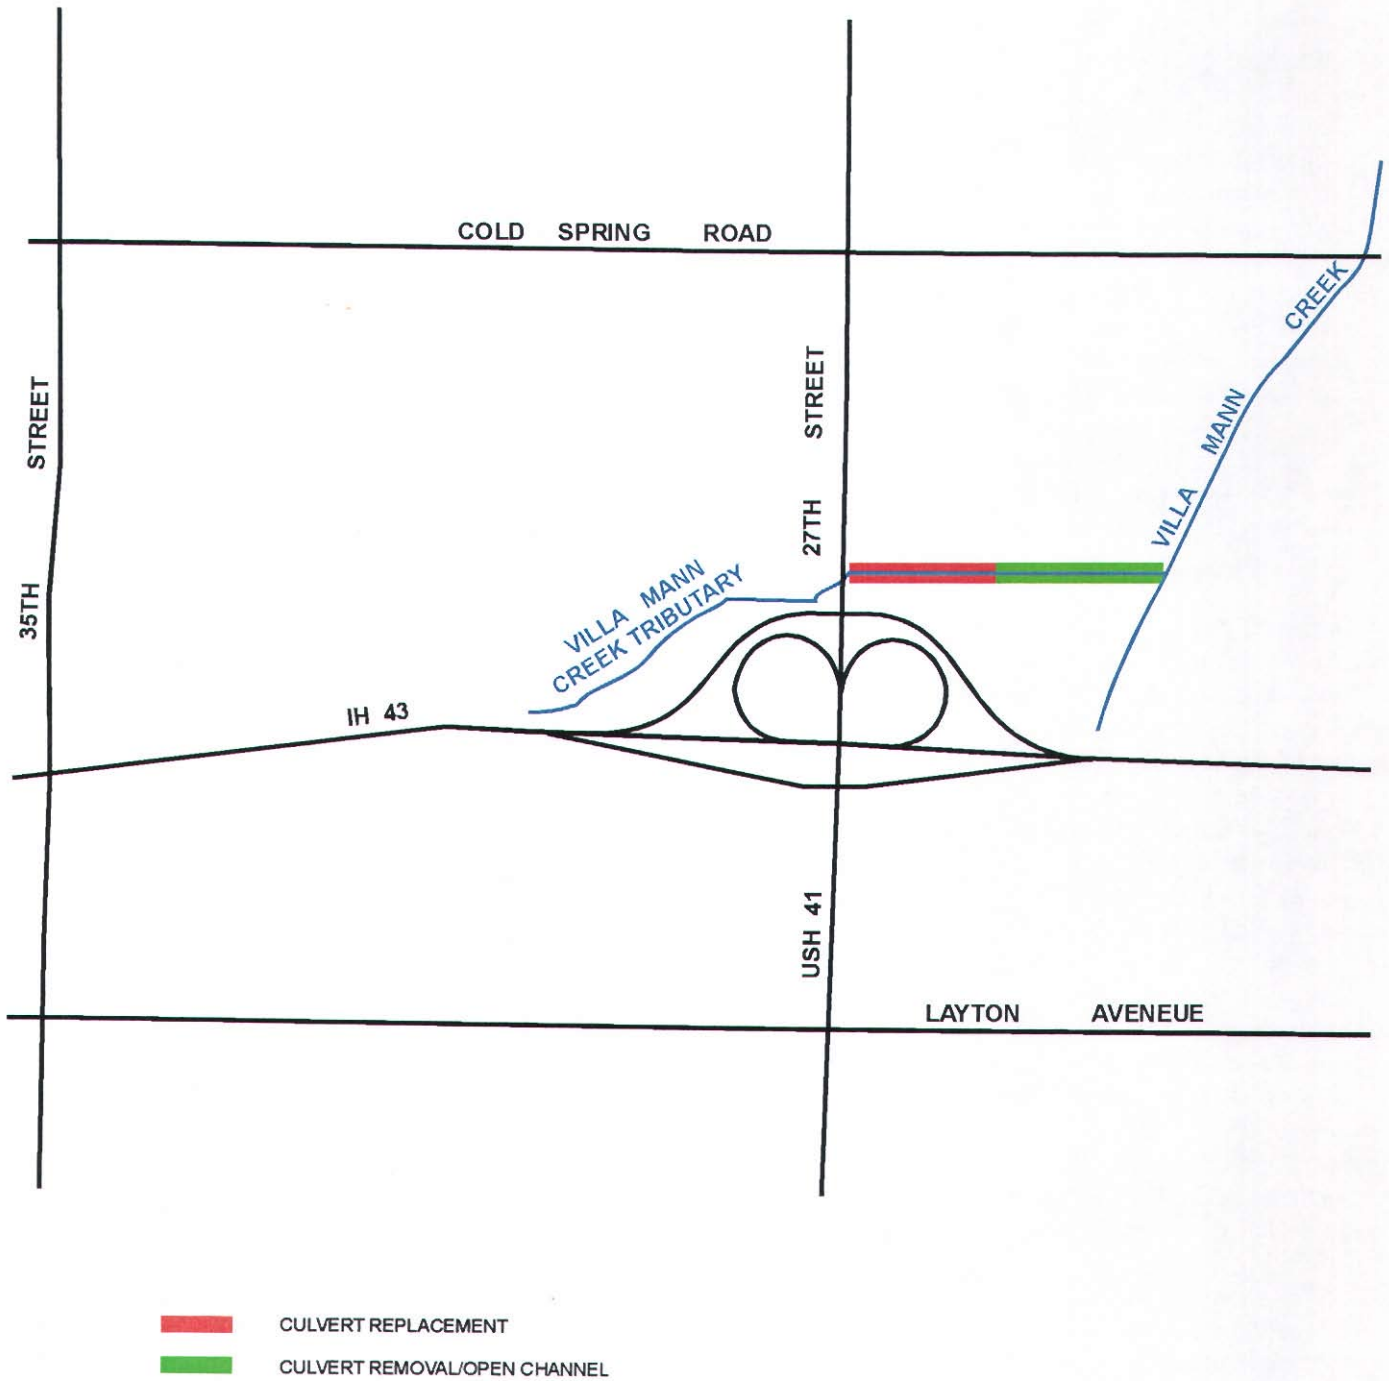 COLD SPRING ROAD
35TH STREET
27TH STREET
VILLA MANN CREEK
VILLA MANN
CREEK TRIBUTARY
IH 43
USH 41
LAYTON AVENEUE
CULVERT REPLACEMENT
CULVERT REMOVAL/OPEN CHANNEL